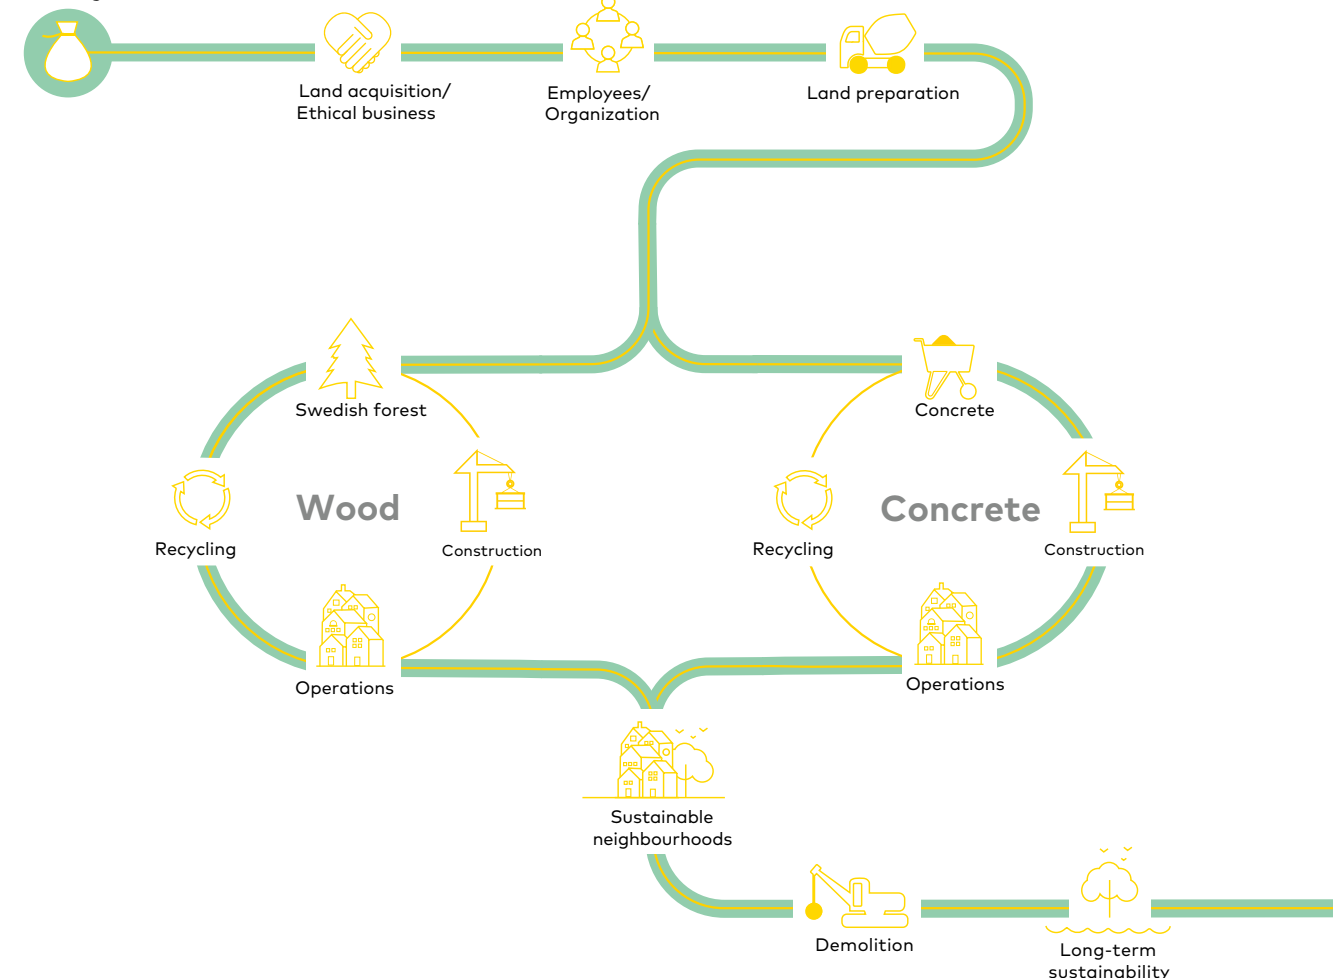 Land acquisition/
Ethical business
Employees/
Organization
Land preparation
Swedish forest
Concrete
Wood
Concrete
Recycling
Construction
Recycling
Construction
Operations
Operations
Sustainable
neighbourhoods
Demolition
Long-term
sustainability